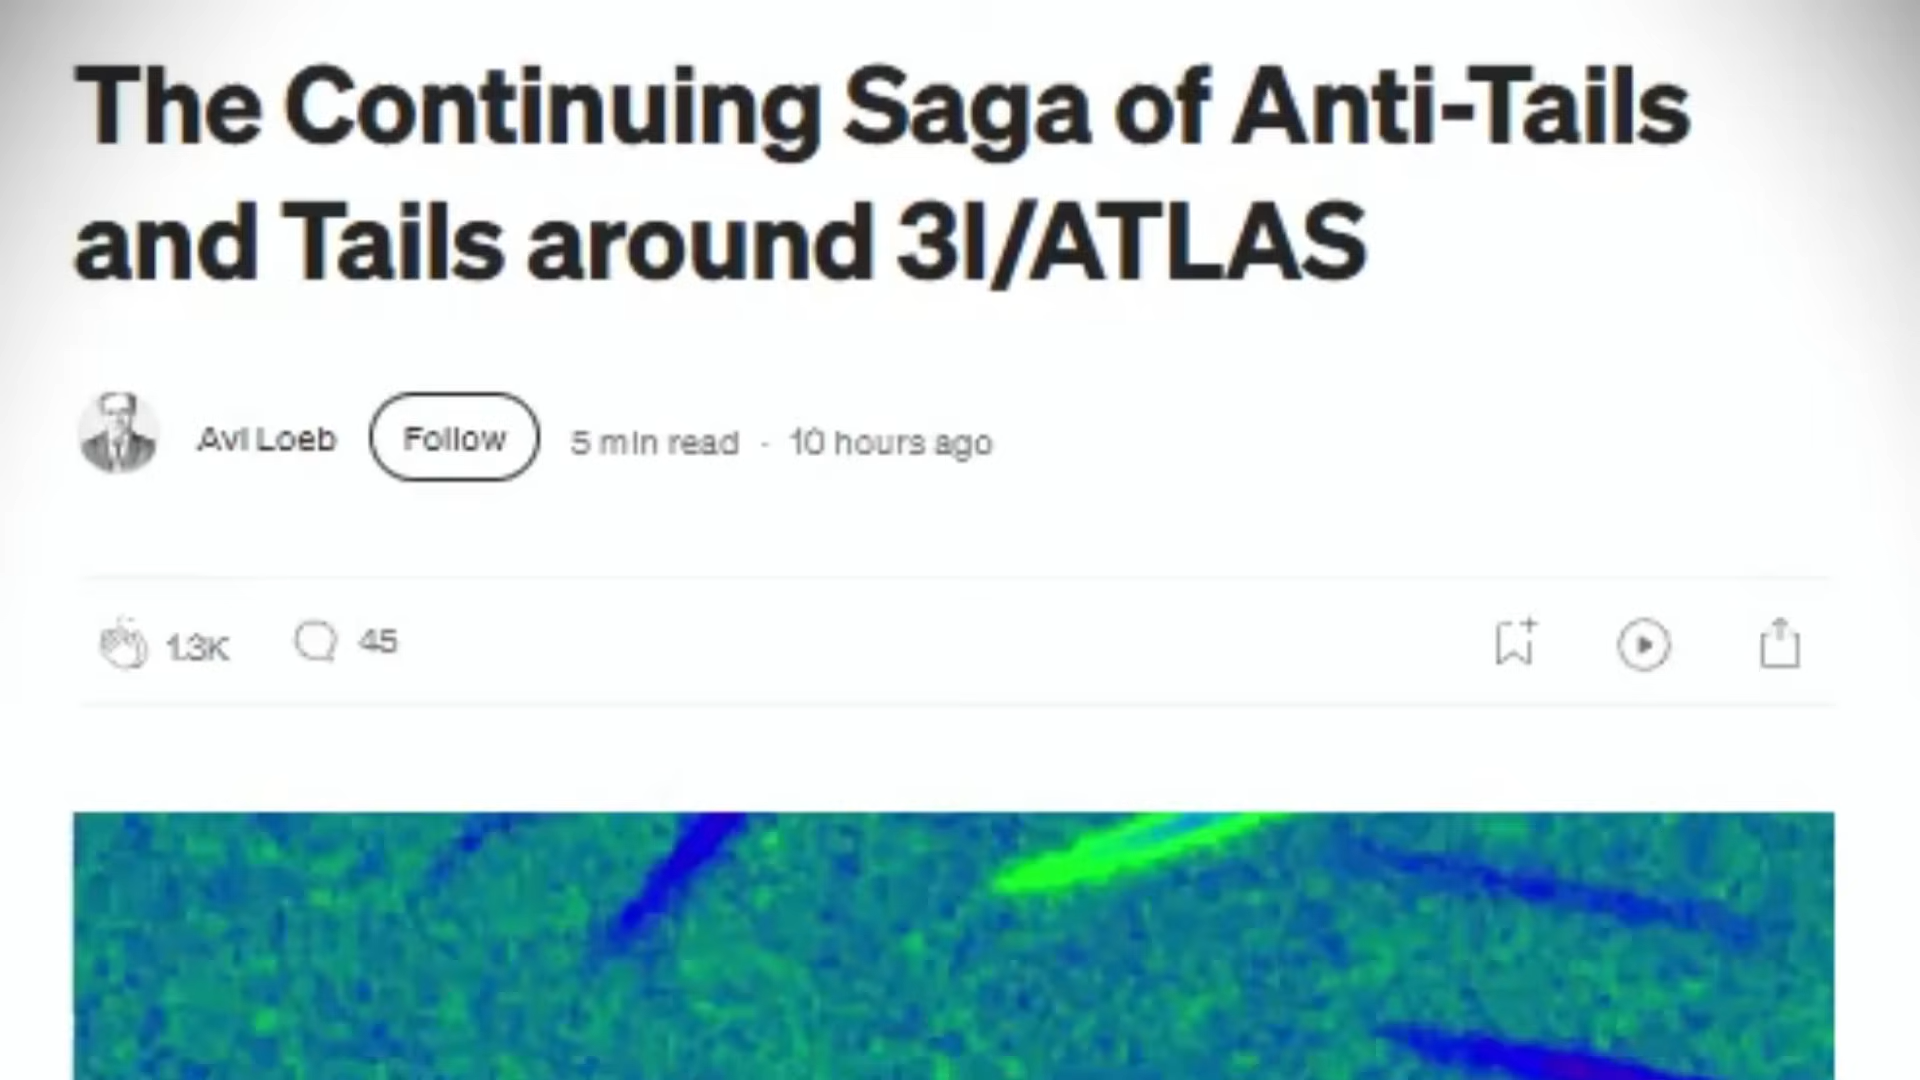 The Continuing Saga of Anti-Tails
and Tails around 3I/ATLAS
Avi Loeb Follow 5 min read · 10 hours ago
1.3K 45